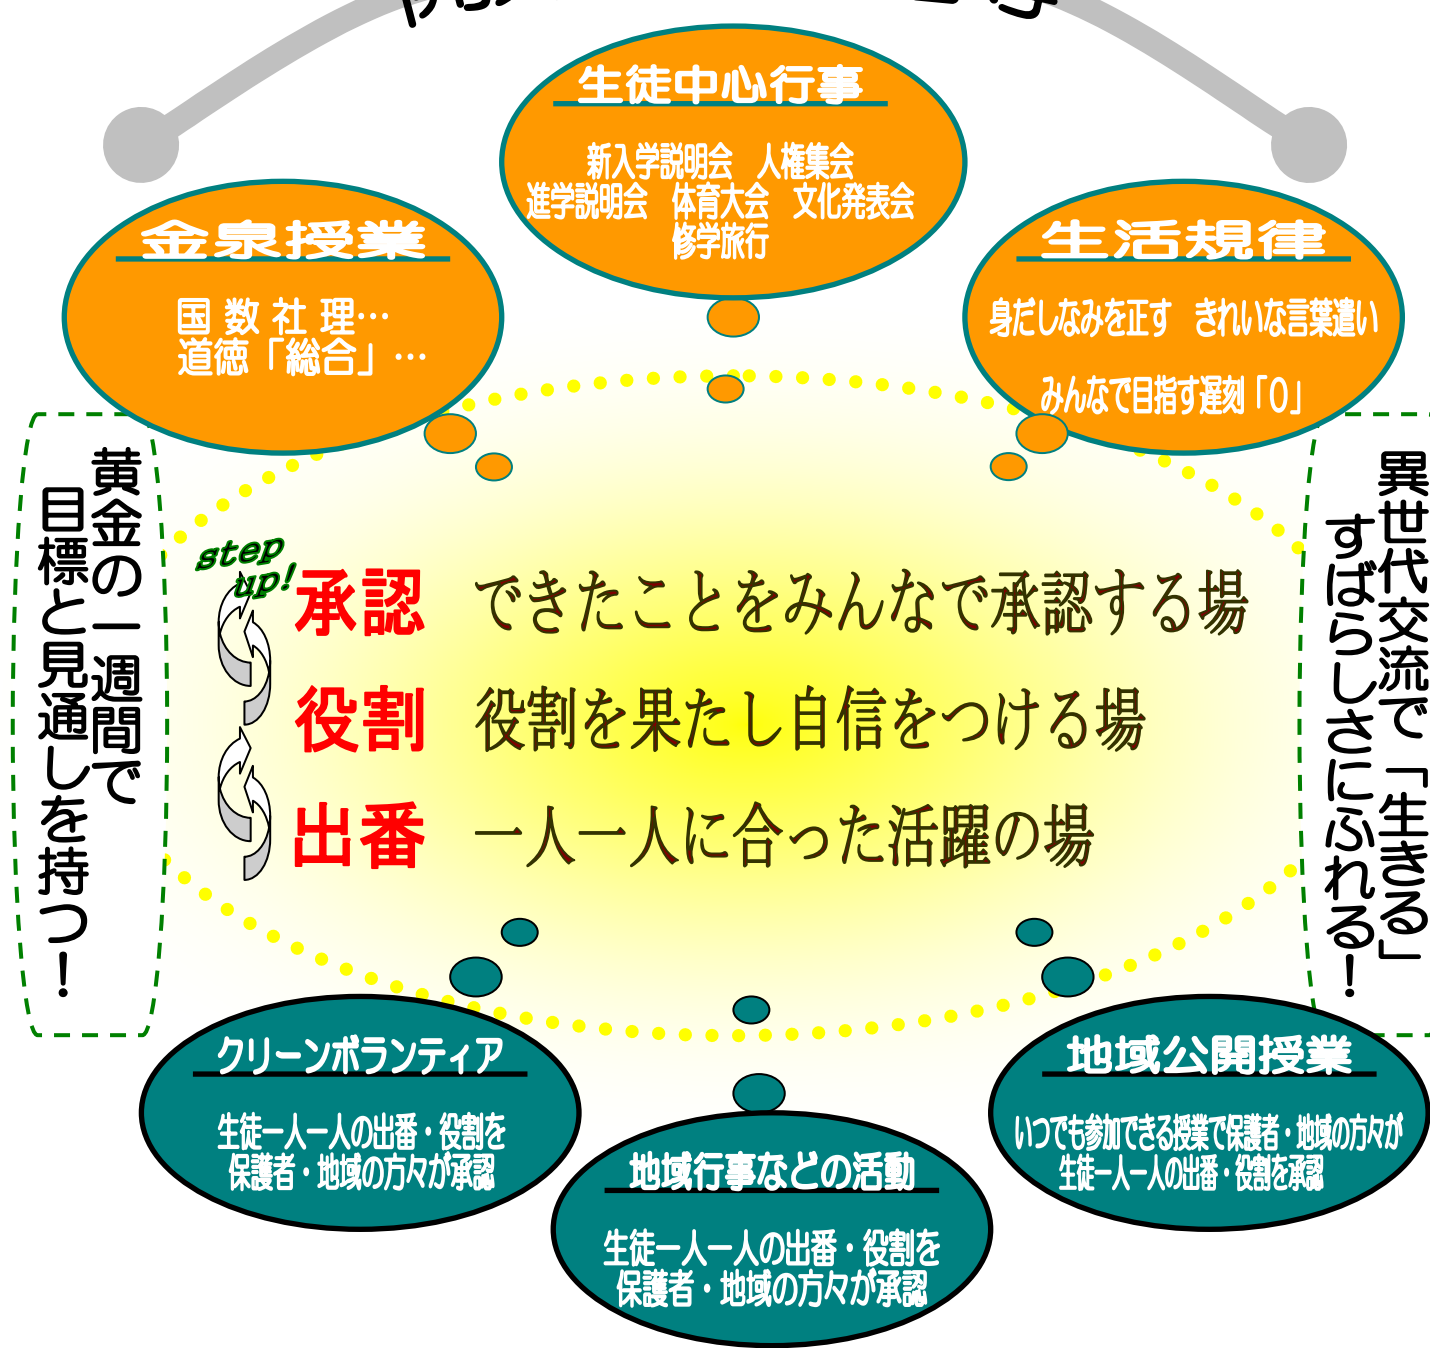 生徒中心行事
新入学説明会　人権集会
進学説明会　体育大会　文化発表会
修学旅行
金泉授業
国 数 社 理…
道徳「総合」…
生活規律
身だしなみを正す　きれいな言葉遣い
みんなで目指す遅刻「0」
黄金の一週間で
目標と見通しを持つ！
step
up!
承認　できたことをみんなで承認する場
役割　役割を果たし自信をつける場
出番　一人一人に合った活躍の場
異世代交流で「生きる」
すばらしさにふれる！
クリーンボランティア
生徒一人一人の出番・役割を
保護者・地域の方々が承認
地域行事などの活動
生徒一人一人の出番・役割を
保護者・地域の方々が承認
地域公開授業
いつでも参加できる授業で保護者・地域の方々が
生徒一人一人の出番・役割を承認